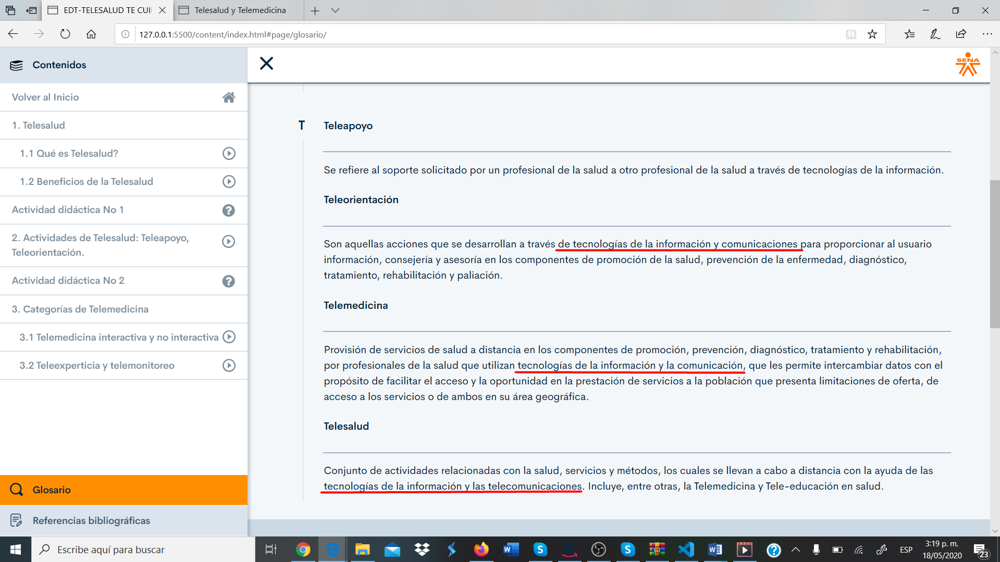 EDT-TELESALUD TE CUI
Telesalud y Telemedicina
127.0.0.1:5500/content/index.html#page/glosario/
Contenidos
SENA
Volver al Inicio
1. Telesalud
1.1 Qué es Telesalud?
1.2 Beneficios de la Telesalud
Actividad didáctica No 1
2. Actividades de Telesalud: Teleapoyo,
Teleorientación.
Actividad didáctica No 2
3. Categorías de Telemedicina
3.1 Telemedicina interactiva y no interactiva
3.2 Teleexperticia y telemonitoreo
Glosario
Referencias bibliográficas
T
Teleapoyo
Se refiere al soporte solicitado por un profesional de la salud a otro profesional de la salud a través de tecnologías de la información.
Teleorientación
Son aquellas acciones que se desarrollan a través de tecnologías de la información y comunicaciones para proporcionar al usuario
información, consejería y asesoría en los componentes de promoción de la salud, prevención de la enfermedad, diagnóstico,
tratamiento, rehabilitación y paliación.
Telemedicina
Provisión de servicios de salud a distancia en los componentes de promoción, prevención, diagnóstico, tratamiento y rehabilitación,
por profesionales de la salud que utilizan tecnologías de la información y la comunicación, que les permite intercambiar datos con el
propósito de facilitar el acceso y la oportunidad en la prestación de servicios a la población que presenta limitaciones de oferta, de
acceso a los servicios o de ambos en su área geográfica.
Telesalud
Conjunto de actividades relacionadas con la salud, servicios y métodos, los cuales se llevan a cabo a distancia con la ayuda de las
tecnologías de la información y las telecomunicaciones. Incluye, entre otras, la Telemedicina y Tele-educación en salud.
Escribe aquí para buscar
ESP
3:19 p. m.
18/05/2020
23